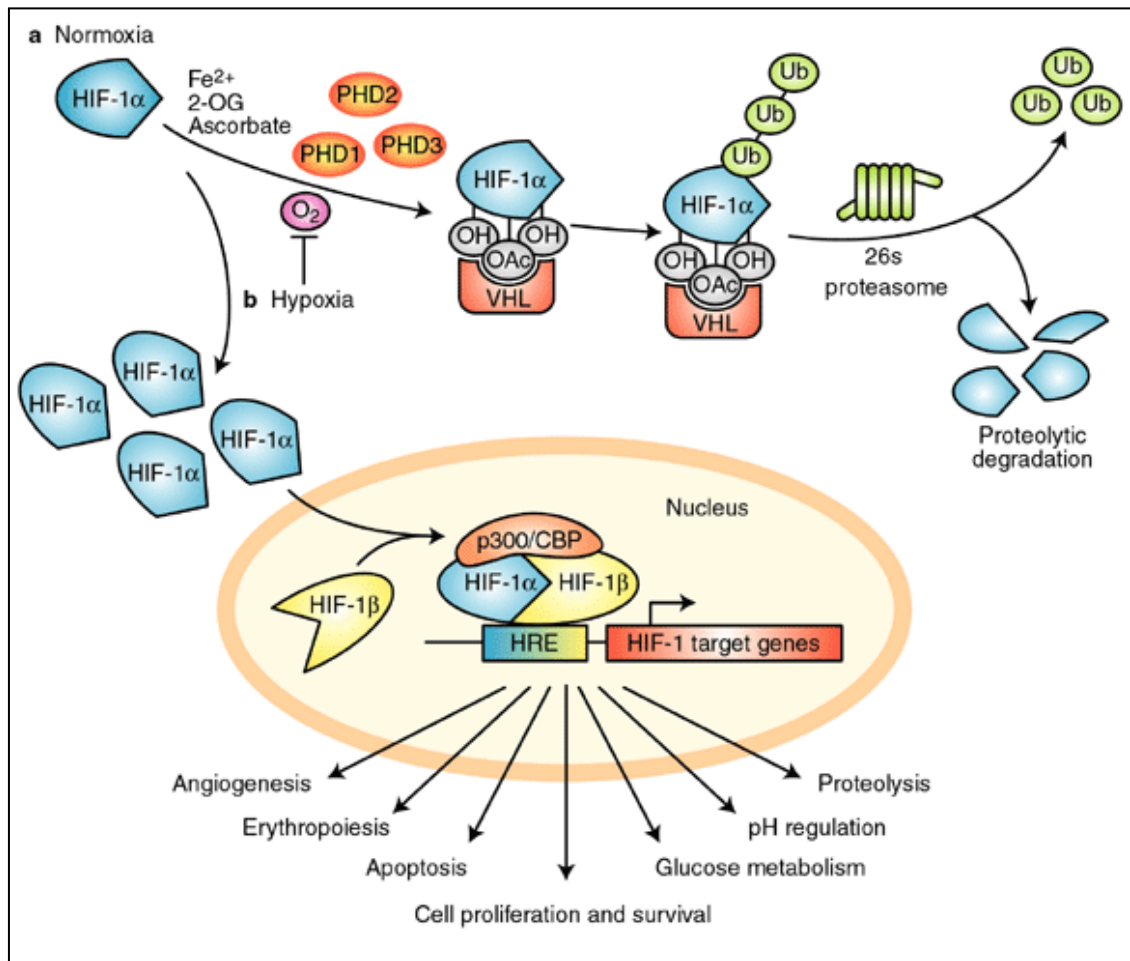 a Normoxia
HIF-1α
Fe²⁺
2-OG
Ascorbate
PHD2
PHD1
PHD3
O₂
HIF-1α
OH
OH
OAc
VHL
Ub
Ub
Ub
HIF-1α
OH
OH
OAc
VHL
26s
proteasome
Ub
Ub
Ub
Proteolytic
degradation
b Hypoxia
HIF-1α
HIF-1α
HIF-1α
HIF-1α
Nucleus
p300/CBP
HIF-1α
HIF-1β
HIF-1β
HRE
HIF-1 target genes
Angiogenesis
Erythropoiesis
Apoptosis
Cell proliferation and survival
Glucose metabolism
pH regulation
Proteolysis